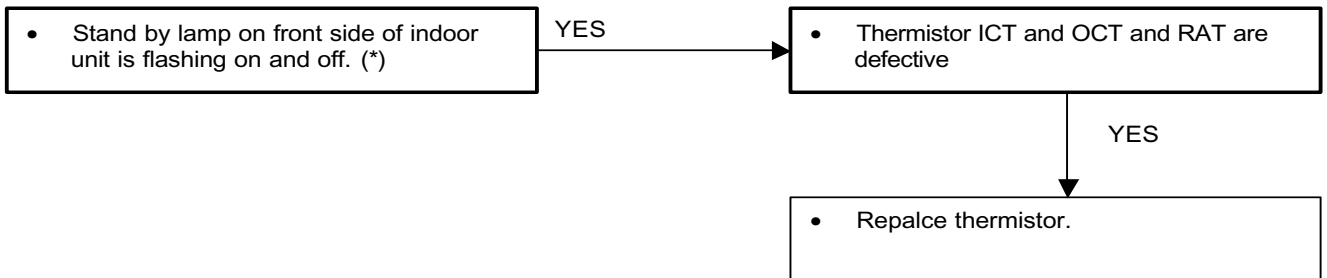 • Stand by lamp on front side of indoor
unit is flashing on and off. (*)
YES
• Thermistor ICT and OCT and RAT are
defective
YES
• Repalce thermistor.